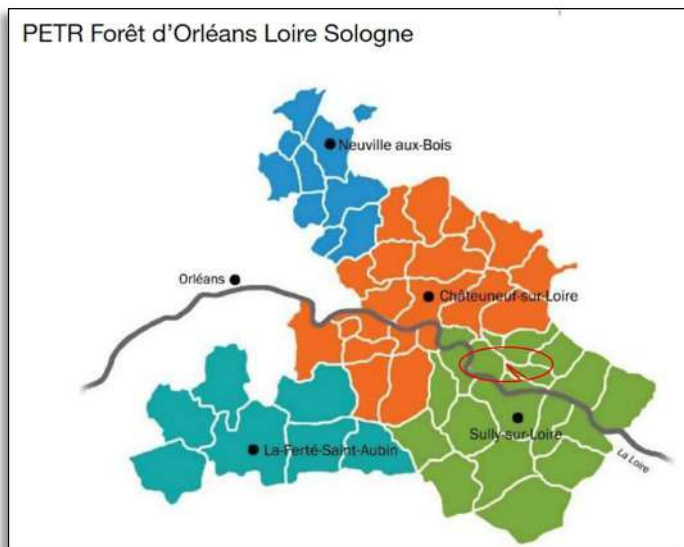 PETR Forêt d'Orléans Loire Sologne
Neuville aux-Bois
Orléans
Châteuneuf-sur-Loire
Sully-sur-Loire
La-Ferté-Saint-Aubin
La Loire